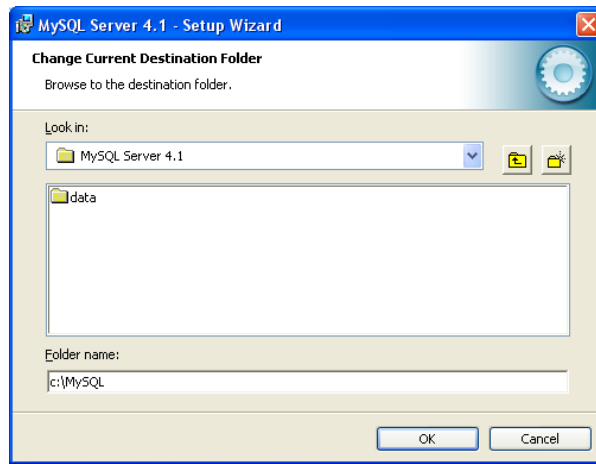 MySQL Server 4.1 - Setup Wizard
Change Current Destination Folder
Browse to the destination folder.
Look in:
MySQL Server 4.1
data
Folder name:
c:\MySQL
OK Cancel